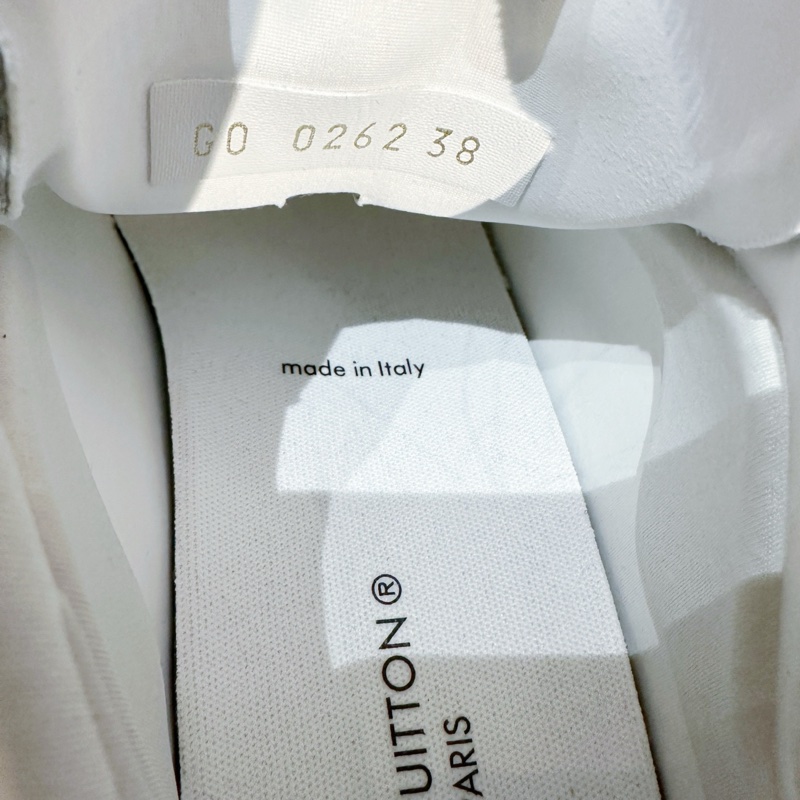 GO 0262 38
made in Italy
UITTON®
ARIS